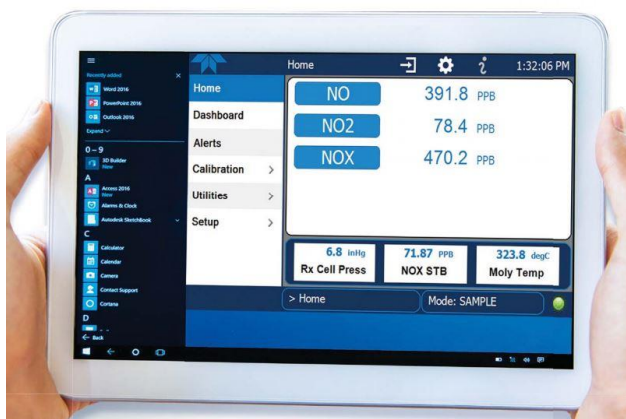 Recently added
Word 2016
PowerPoint 2016
Outlook 2016
Expand
0 – 9
3D Builder
New
A
Access 2016
New
Alarms & Clock
Autodesk SketchBook
C
Calculator
Calendar
Camera
Contact Support
Cortana
D
Back
Home 1:32:06 PM
Home
Dashboard
Alerts
Calibration >
Utilities >
Setup >
NO 391.8 PPB
NO2 78.4 PPB
NOX 470.2 PPB
6.8 inHg
Rx Cell Press
71.87 PPB
NOX STB
323.8 degC
Moly Temp
> Home
Mode: SAMPLE